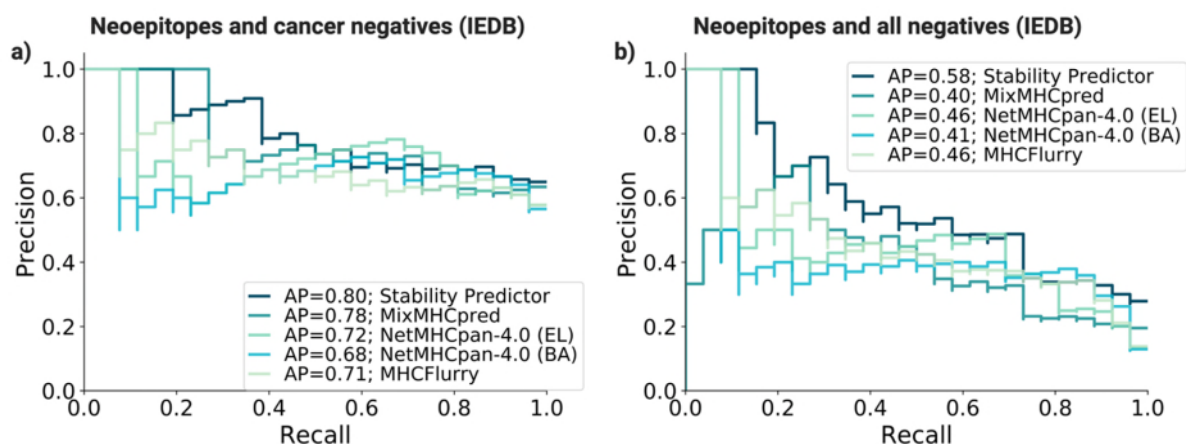 Neoepitopes and cancer negatives (IEDB)
a)
1.0
0.8
0.6
0.4
0.2
0.0
Precision
AP=0.80; Stability Predictor
AP=0.78; MixMHCpred
AP=0.72; NetMHCpan-4.0 (EL)
AP=0.68; NetMHCpan-4.0 (BA)
AP=0.71; MHCFlurry
0.0 0.2 0.4 0.6 0.8 1.0
Recall
Neoepitopes and all negatives (IEDB)
b)
1.0
0.8
0.6
0.4
0.2
0.0
Precision
AP=0.58; Stability Predictor
AP=0.40; MixMHCpred
AP=0.46; NetMHCpan-4.0 (EL)
AP=0.41; NetMHCpan-4.0 (BA)
AP=0.46; MHCFlurry
0.0 0.2 0.4 0.6 0.8 1.0
Recall